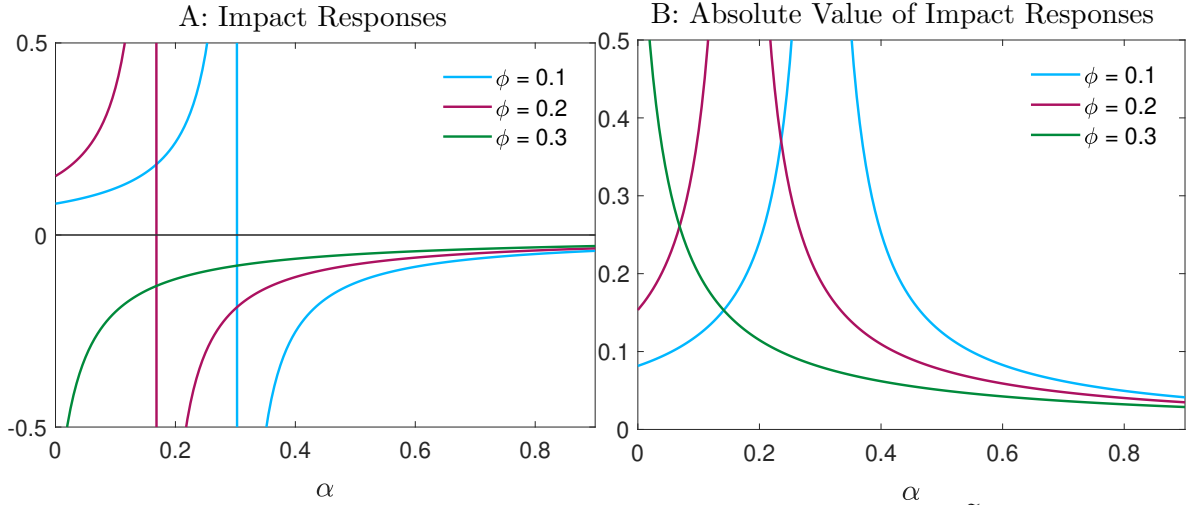 A: Impact Responses
0.5
0
-0.5
0
0.2
0.4
0.6
0.8
α
ϕ = 0.1
ϕ = 0.2
ϕ = 0.3
B: Absolute Value of Impact Responses
0.5
0.4
0.3
0.2
0.1
0
0
0.2
0.4
0.6
0.8
α
ϕ = 0.1
ϕ = 0.2
ϕ = 0.3